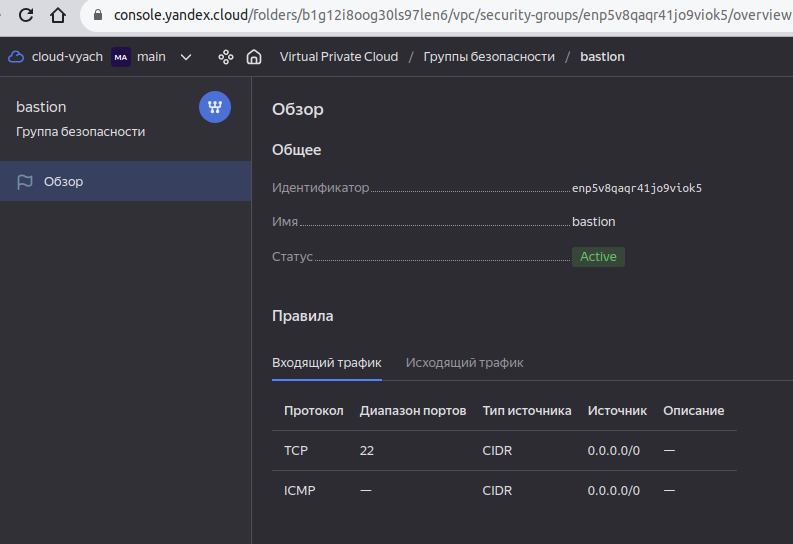 console.yandex.cloud/folders/b1g12i8oog30ls97len6/vpc/security-groups/enp5v8qaqr41jo9viok5/overview
cloud-vyach MA main Virtual Private Cloud / Группы безопасности / bastion
bastion
Группа безопасности
Обзор
Обзор
Общее
Идентификатор enp5v8qaqr41jo9viok5
Имя bastion
Статус Active
Правила
Входящий трафик Исходящий трафик
Протокол Диапазон портов Тип источника Источник Описание
TCP 22 CIDR 0.0.0.0/0 —
ICMP — CIDR 0.0.0.0/0 —